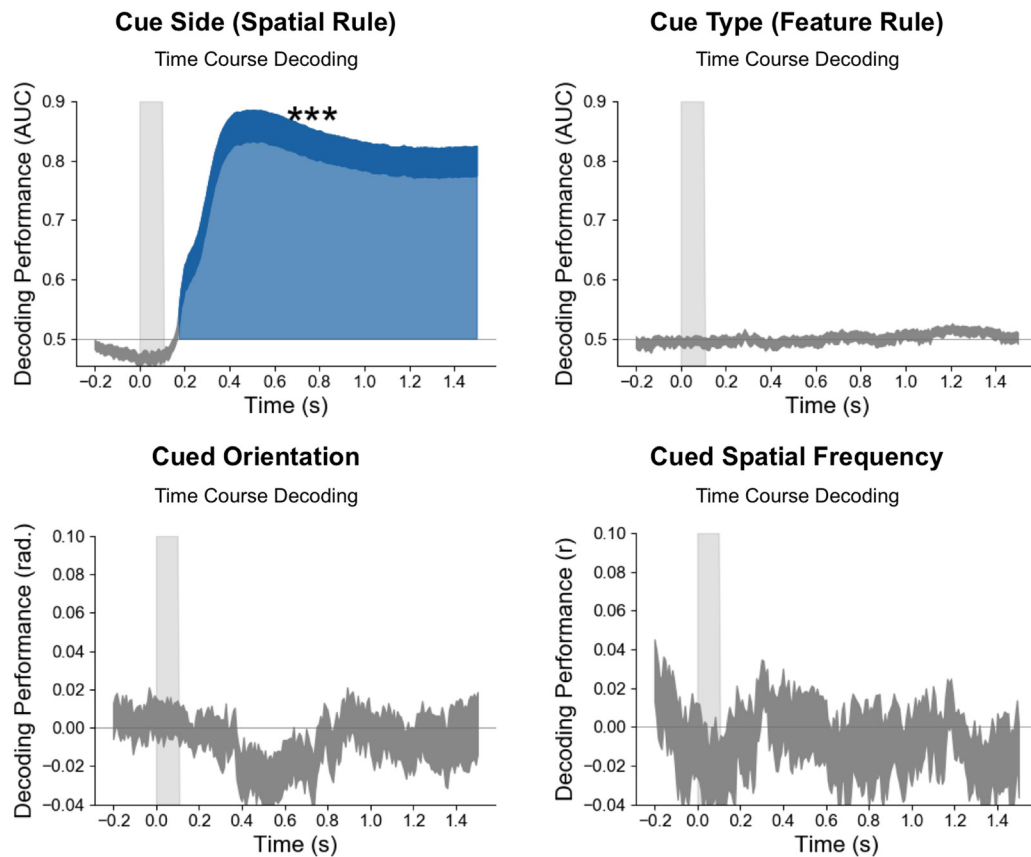 Cue Side (Spatial Rule)
Time Course Decoding
Decoding Performance (AUC)
0.9
0.8
0.7
0.6
0.5
***
−0.2 0.0 0.2 0.4 0.6 0.8 1.0 1.2 1.4
Time (s)
Cue Type (Feature Rule)
Time Course Decoding
Decoding Performance (AUC)
0.9
0.8
0.7
0.6
0.5
−0.2 0.0 0.2 0.4 0.6 0.8 1.0 1.2 1.4
Time (s)
Cued Orientation
Time Course Decoding
Decoding Performance (rad.)
0.10
0.08
0.06
0.04
0.02
0.00
−0.02
−0.04
−0.2 0.0 0.2 0.4 0.6 0.8 1.0 1.2 1.4
Time (s)
Cued Spatial Frequency
Time Course Decoding
Decoding Performance (r)
0.10
0.08
0.06
0.04
0.02
0.00
−0.02
−0.04
−0.2 0.0 0.2 0.4 0.6 0.8 1.0 1.2 1.4
Time (s)